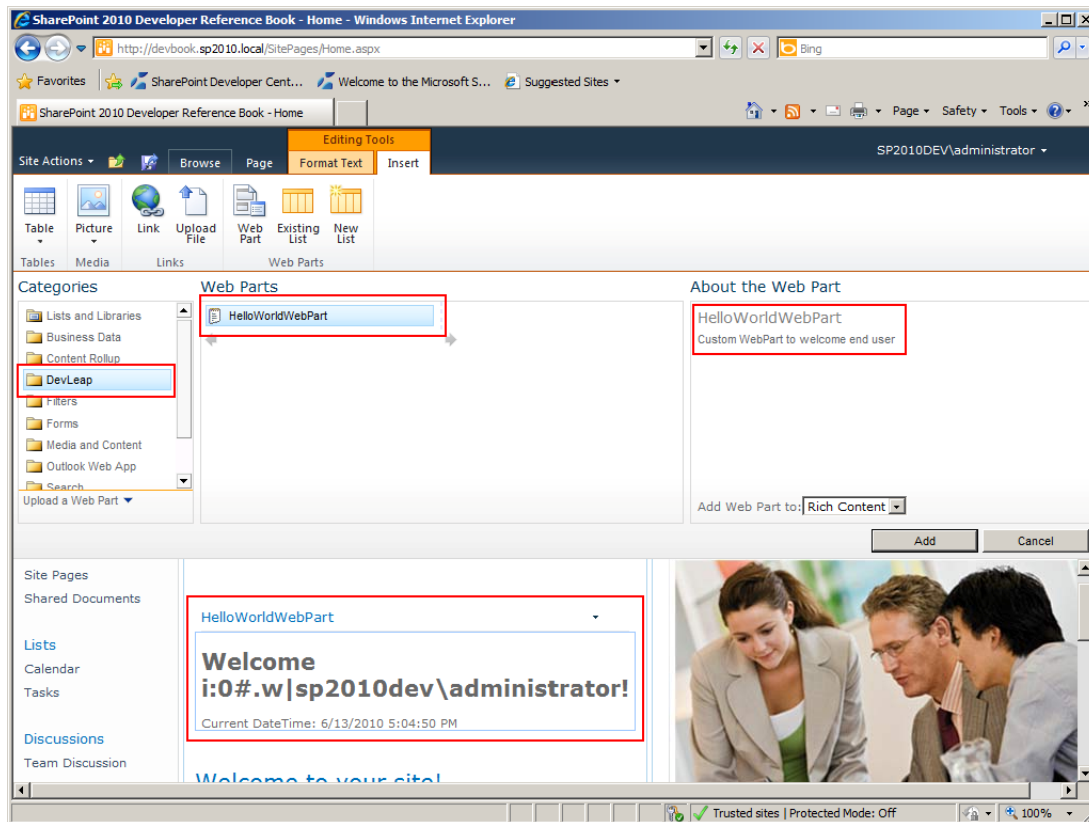 SharePoint 2010 Developer Reference Book - Home - Windows Internet Explorer
http://devbook.sp2010.local/SitePages/Home.aspx
Bing
Favorites
SharePoint Developer Cent...
Welcome to the Microsoft S...
Suggested Sites
SharePoint 2010 Developer Reference Book - Home
Page
Safety
Tools
Editing Tools
Site Actions
Browse
Page
Format Text
Insert
SP2010DEV\administrator
Table
Picture
Link
Upload File
Web Part
Existing List
New List
Tables
Media
Links
Web Parts
Categories
Web Parts
About the Web Part
Lists and Libraries
Business Data
Content Rollup
DevLeap
Filters
Forms
Media and Content
Outlook Web App
Search
Upload a Web Part
HelloWorldWebPart
HelloWorldWebPart
Custom WebPart to welcome end user
Add Web Part to: Rich Content
Add
Cancel
Site Pages
Shared Documents
Lists
Calendar
Tasks
Discussions
Team Discussion
HelloWorldWebPart
Welcome
i:0#.w|sp2010dev\administrator!
Current DateTime: 6/13/2010 5:04:50 PM
Welcome to your site!
Trusted sites | Protected Mode: Off
100%